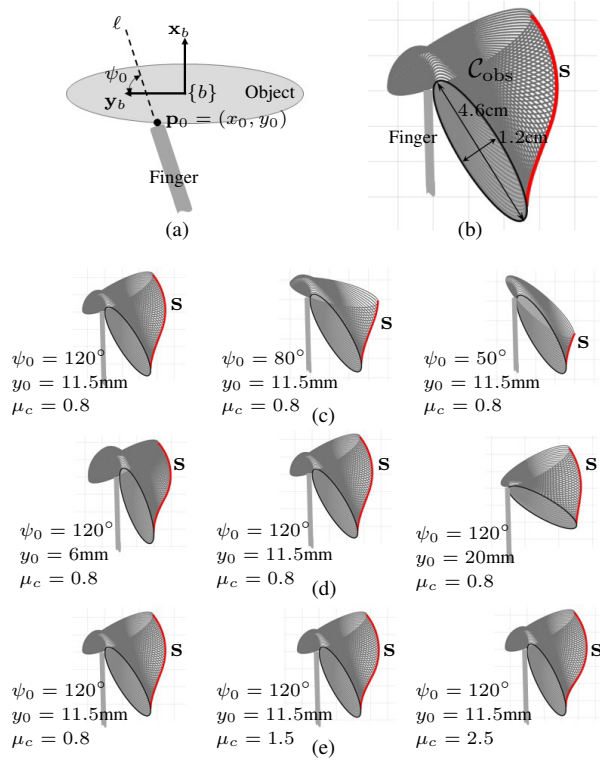 ℓ
x_b
ψ_0
{b}
Object
y_b
p_0 = (x_0, y_0)
Finger
(a)
C_obs
S
4.6cm
Finger
1.2cm
(b)
S
ψ_0 = 120°
y_0 = 11.5mm
μ_c = 0.8
S
ψ_0 = 80°
y_0 = 11.5mm
μ_c = 0.8
S
ψ_0 = 50°
y_0 = 11.5mm
μ_c = 0.8
(c)
S
ψ_0 = 120°
y_0 = 6mm
μ_c = 0.8
S
ψ_0 = 120°
y_0 = 11.5mm
μ_c = 0.8
S
ψ_0 = 120°
y_0 = 20mm
μ_c = 0.8
(d)
S
ψ_0 = 120°
y_0 = 11.5mm
μ_c = 0.8
S
ψ_0 = 120°
y_0 = 11.5mm
μ_c = 1.5
S
ψ_0 = 120°
y_0 = 11.5mm
μ_c = 2.5
(e)